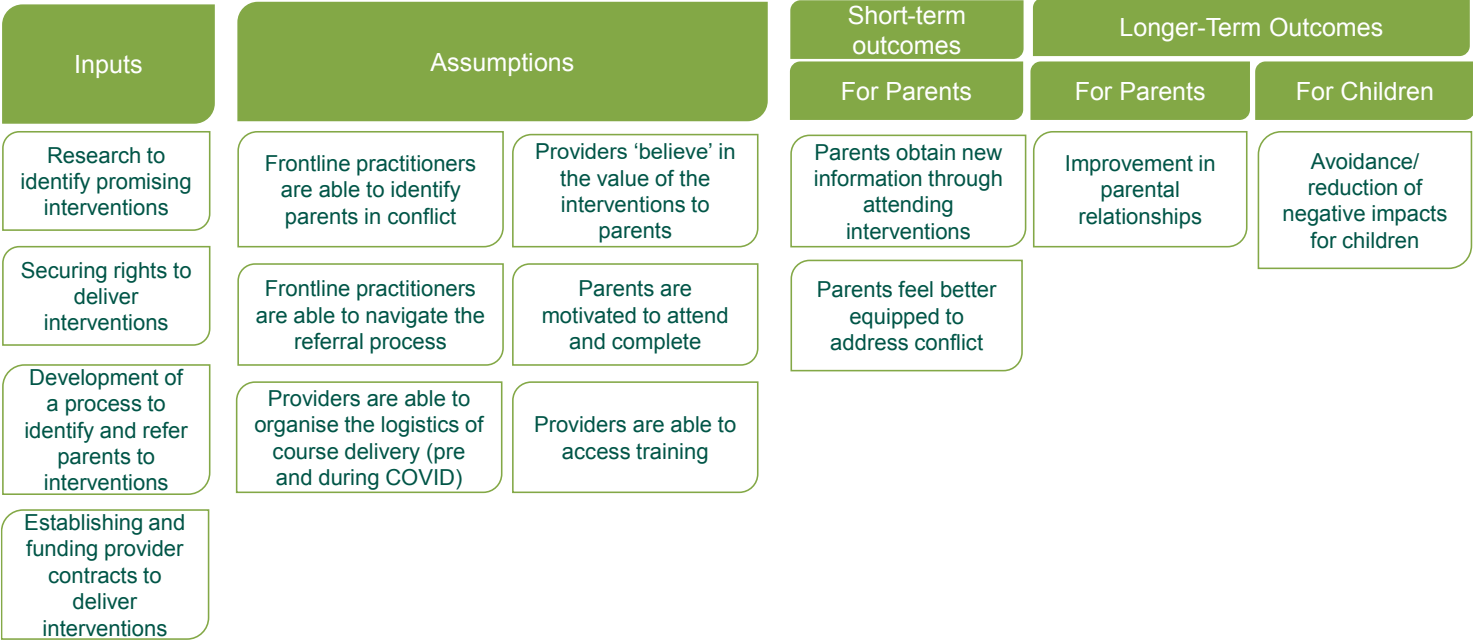 Inputs
Research to
identify promising
interventions
Securing rights to
deliver
interventions
Development of
a process to
identify and refer
parents to
interventions
Establishing and
funding provider
contracts to
deliver
interventions
Assumptions
Frontline practitioners
are able to identify
parents in conflict
Providers ‘believe’ in
the value of the
interventions to
parents
Frontline practitioners
are able to navigate the
referral process
Parents are
motivated to attend
and complete
Providers are able to
organise the logistics of
course delivery (pre
and during COVID)
Providers are able to
access training
Short-term
outcomes
For Parents
Parents obtain new
information through
attending
interventions
Parents feel better
equipped to
address conflict
Longer-Term Outcomes
For Parents
Improvement in
parental
relationships
For Children
Avoidance/
reduction of
negative impacts
for children